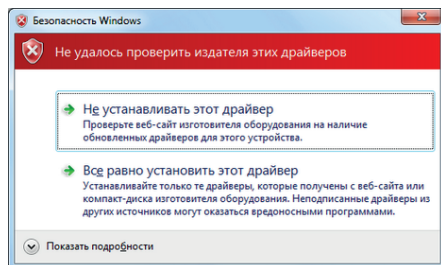 Безопасность Windows
Не удалось проверить издателя этих драйверов
Не устанавливать этот драйвер
Проверьте веб-сайт изготовителя оборудования на наличие
обновленных драйверов для этого устройства.
Все равно установить этот драйвер
Устанавливайте только те драйверы, которые получены с веб-сайта или
компакт-диска изготовителя оборудования. Неподписанные драйверы из
других источников могут оказаться вредоносными программами.
Показать подробности